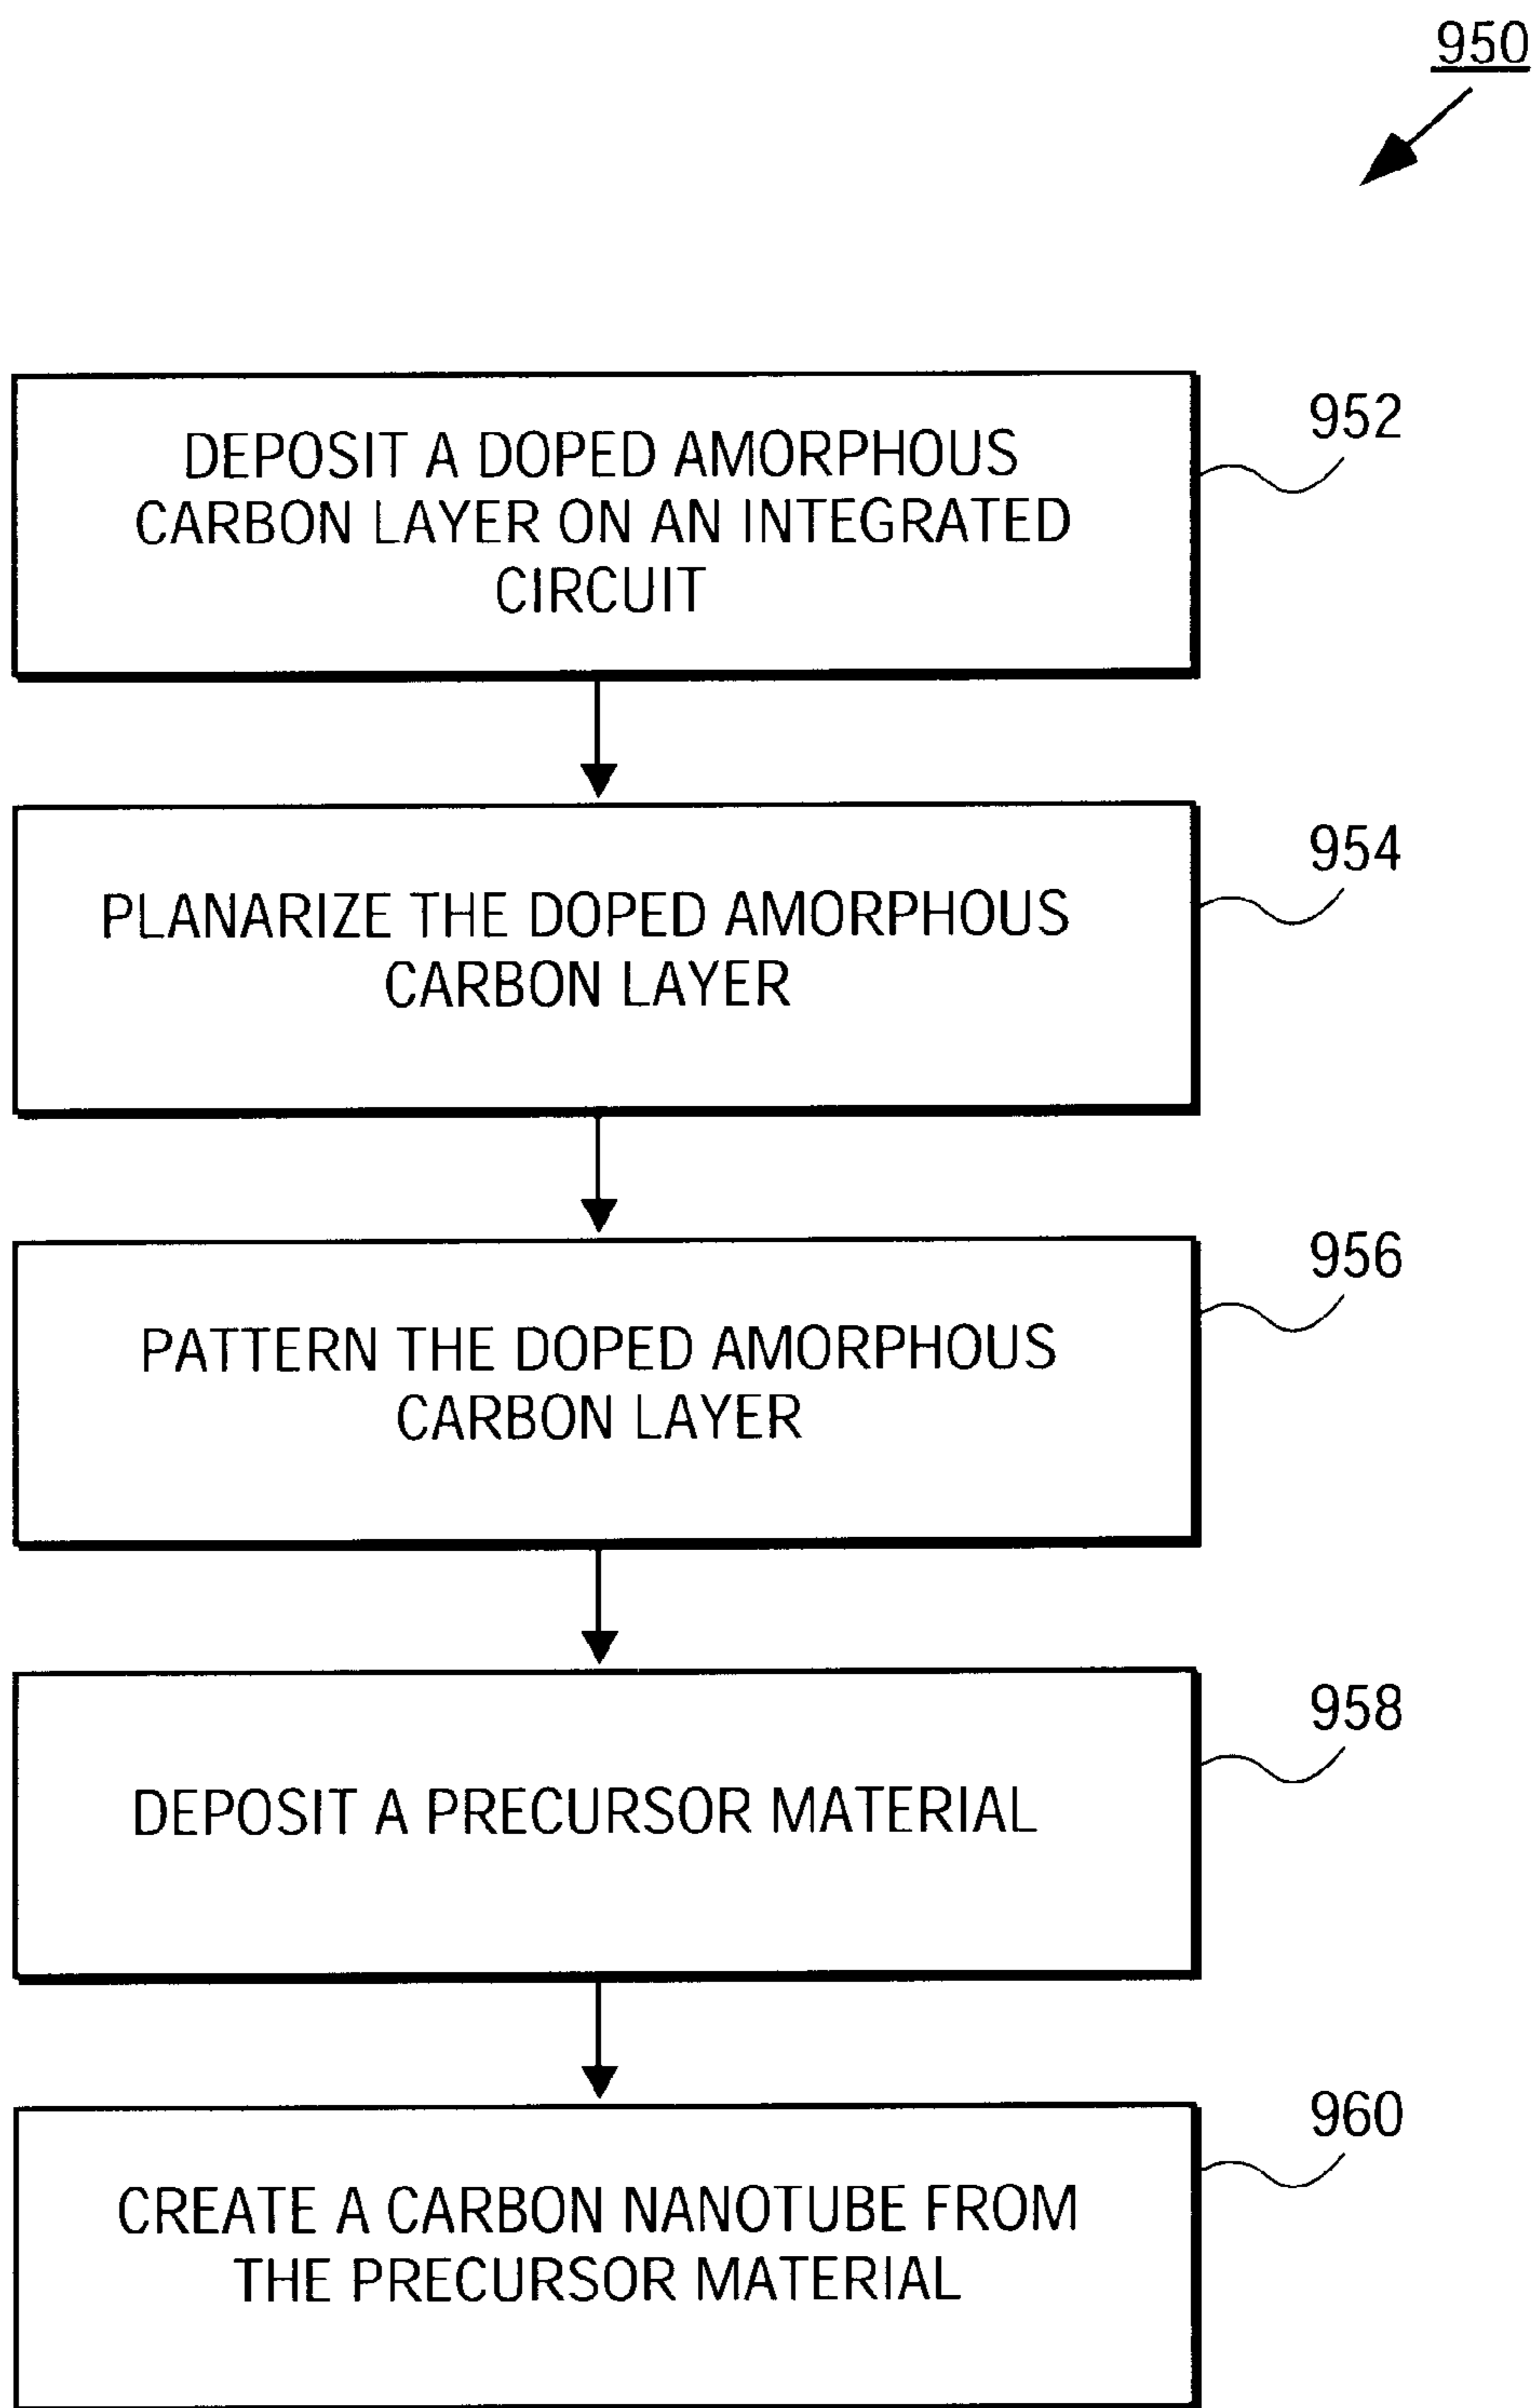 950
DEPOSIT A DOPED AMORPHOUS
CARBON LAYER ON AN INTEGRATED
CIRCUIT
952
PLANARIZE THE DOPED AMORPHOUS
CARBON LAYER
954
PATTERN THE DOPED AMORPHOUS
CARBON LAYER
956
DEPOSIT A PRECURSOR MATERIAL
958
CREATE A CARBON NANOTUBE FROM
THE PRECURSOR MATERIAL
960